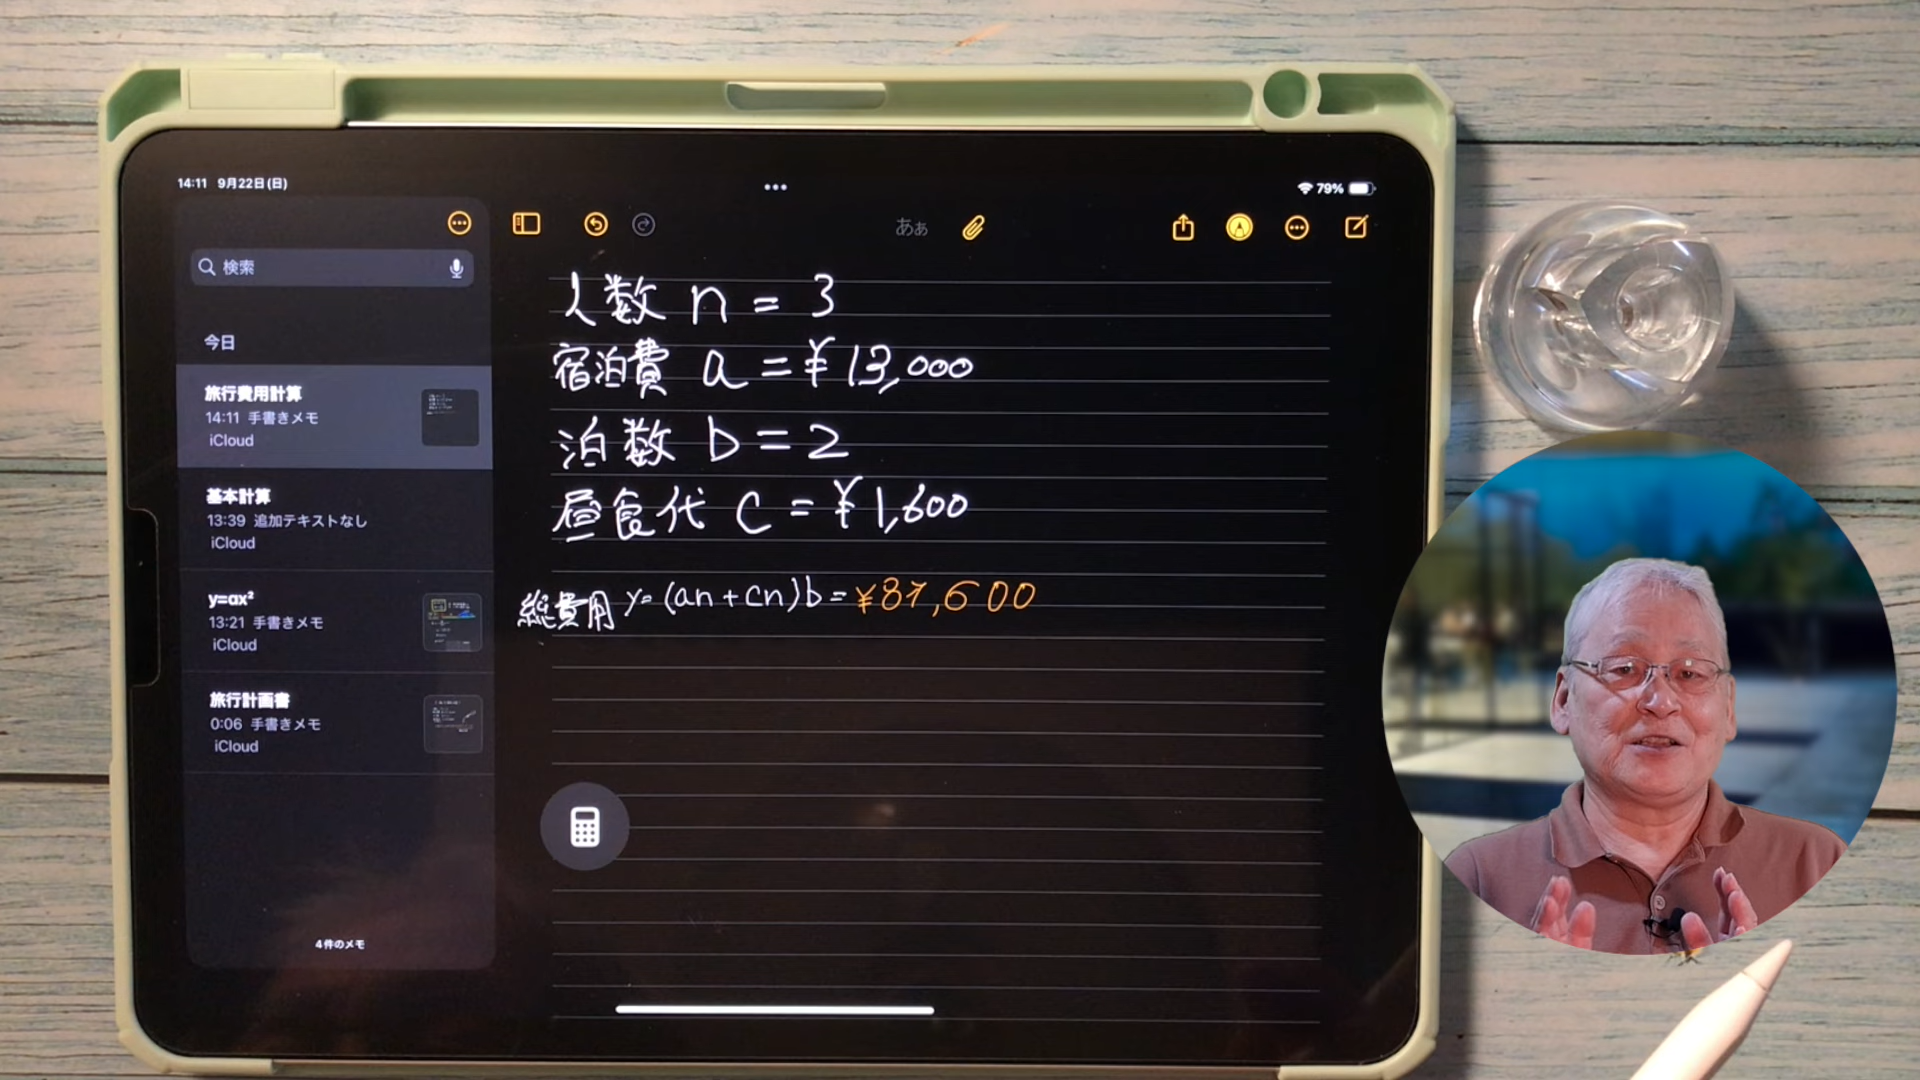 14:11 9月22日(日)
79%
検索
あぁ
今日
旅行費用計算
14:11 手書きメモ
iCloud
基本計算
13:39 追加テキストなし
iCloud
y=ax²
13:21 手書きメモ
iCloud
旅行計画書
0:06 手書きメモ
iCloud
4件のメモ
人数 n = 3
宿泊費 a = ¥13,000
泊数 b = 2
昼食代 c = ¥1,600
総費用 y= (an+cn)b = ¥87,600